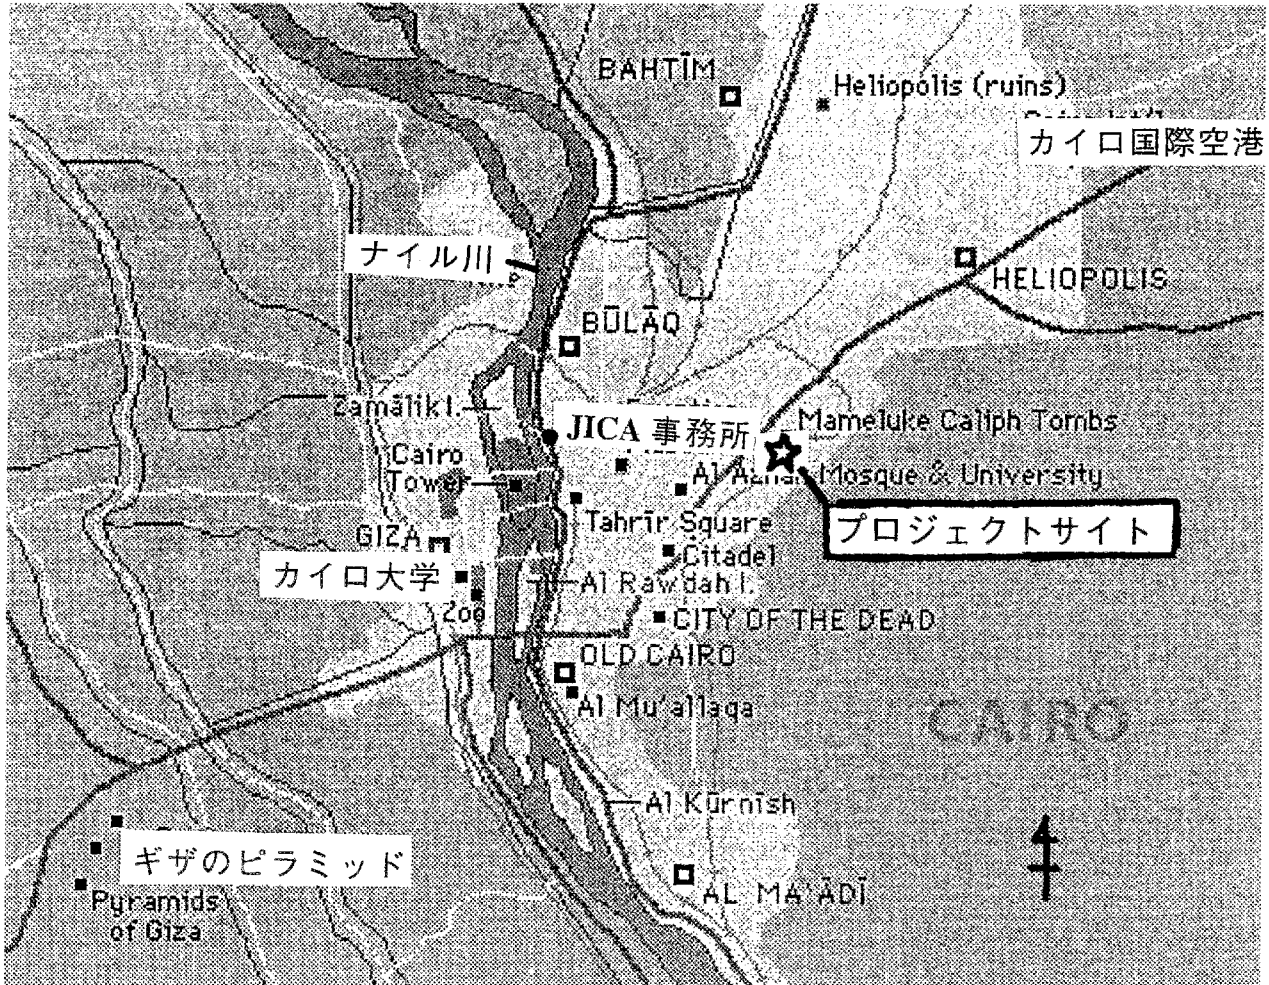 BAHTĪM
Heliopolis (ruins)
カイロ国際空港
ナイル川
HELIOPOLIS
BŪLĀQ
Zamālik I.
JICA 事務所
Mameluke Caliph Tombs
Cairo
Tower
Al Azhar Mosque & University
Tahrīr Square
プロジェクトサイト
GIZA
Citadel
カイロ大学
Al Rawdah I.
Zoo
CITY OF THE DEAD
OLD CAIRO
Al Mu'allaqa
CAIRO
Al Kūrnīsh
ギザのピラミッド
AL MA'ĀDĪ
Pyramids
of Giza